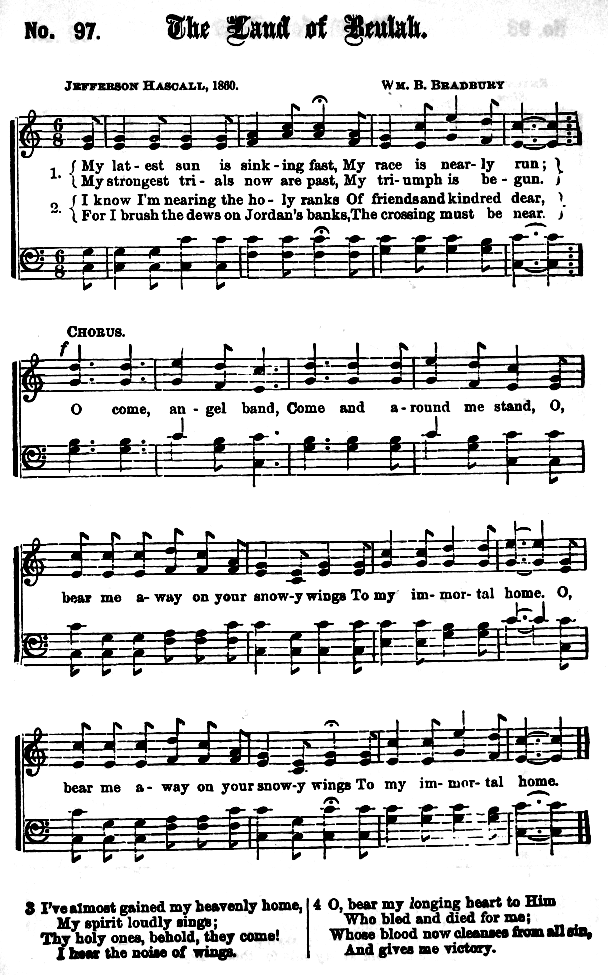 No. 97. The Land of Beulah.
JEFFERSON HASCALL, 1860. WM. B. BRADBURY
1. { My lat - est sun is sink - ing fast, My race is near - ly run; }
{ My strongest tri - als now are past, My tri - umph is be - gun. }
2. { I know I'm nearing the ho - ly ranks Of friends and kindred dear, }
{ For I brush the dews on Jordan's banks, The crossing must be near. }
CHORUS.
f
O come, an - gel band, Come and a - round me stand, O,
bear me a - way on your snow-y wings To my im - mor - tal home. O,
bear me a - way on your snow-y wings To my im - mor - tal home.
3 I've almost gained my heavenly home,
My spirit loudly sings;
Thy holy ones, behold, they come!
I hear the noise of wings.
4 O, bear my longing heart to Him
Who bled and died for me;
Whose blood now cleanses from all sin,
And gives me victory.